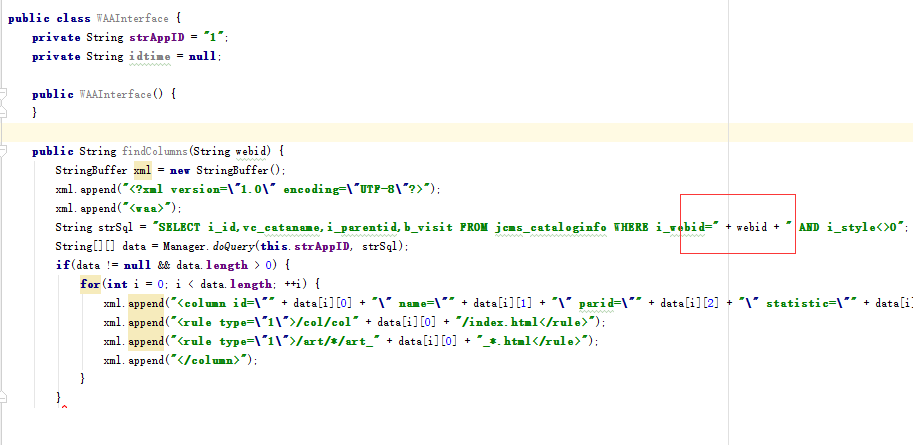 public class WAAInterface {
private String strAppID = "1";
private String idtime = null;
public WAAInterface() {
}
public String findColumns(String webid) {
StringBuffer xml = new StringBuffer();
xml.append("<?xml version=\"1.0\" encoding=\"UTF-8\"?>");
xml.append("<waa>");
String strSql = "SELECT i_id,vc_cataname,i_parentid,b_visit FROM jcms_cataloginfo WHERE i_webid=" + webid + " AND i_style<>0";
String[][] data = Manager.doQuery(this.strAppID, strSql);
if(data != null && data.length > 0) {
for(int i = 0; i < data.length; ++i) {
xml.append("<column id=\"" + data[i][0] + "\" name=\"" + data[i][1] + "\" parid=\"" + data[i][2] + "\" statistic=\"" + data[i
xml.append("<rule type=\"1\">/col/col" + data[i][0] + "/index.html</rule>");
xml.append("<rule type=\"1\">/art/*/art_" + data[i][0] + "_*.html</rule>");
xml.append("</column>");
}
}